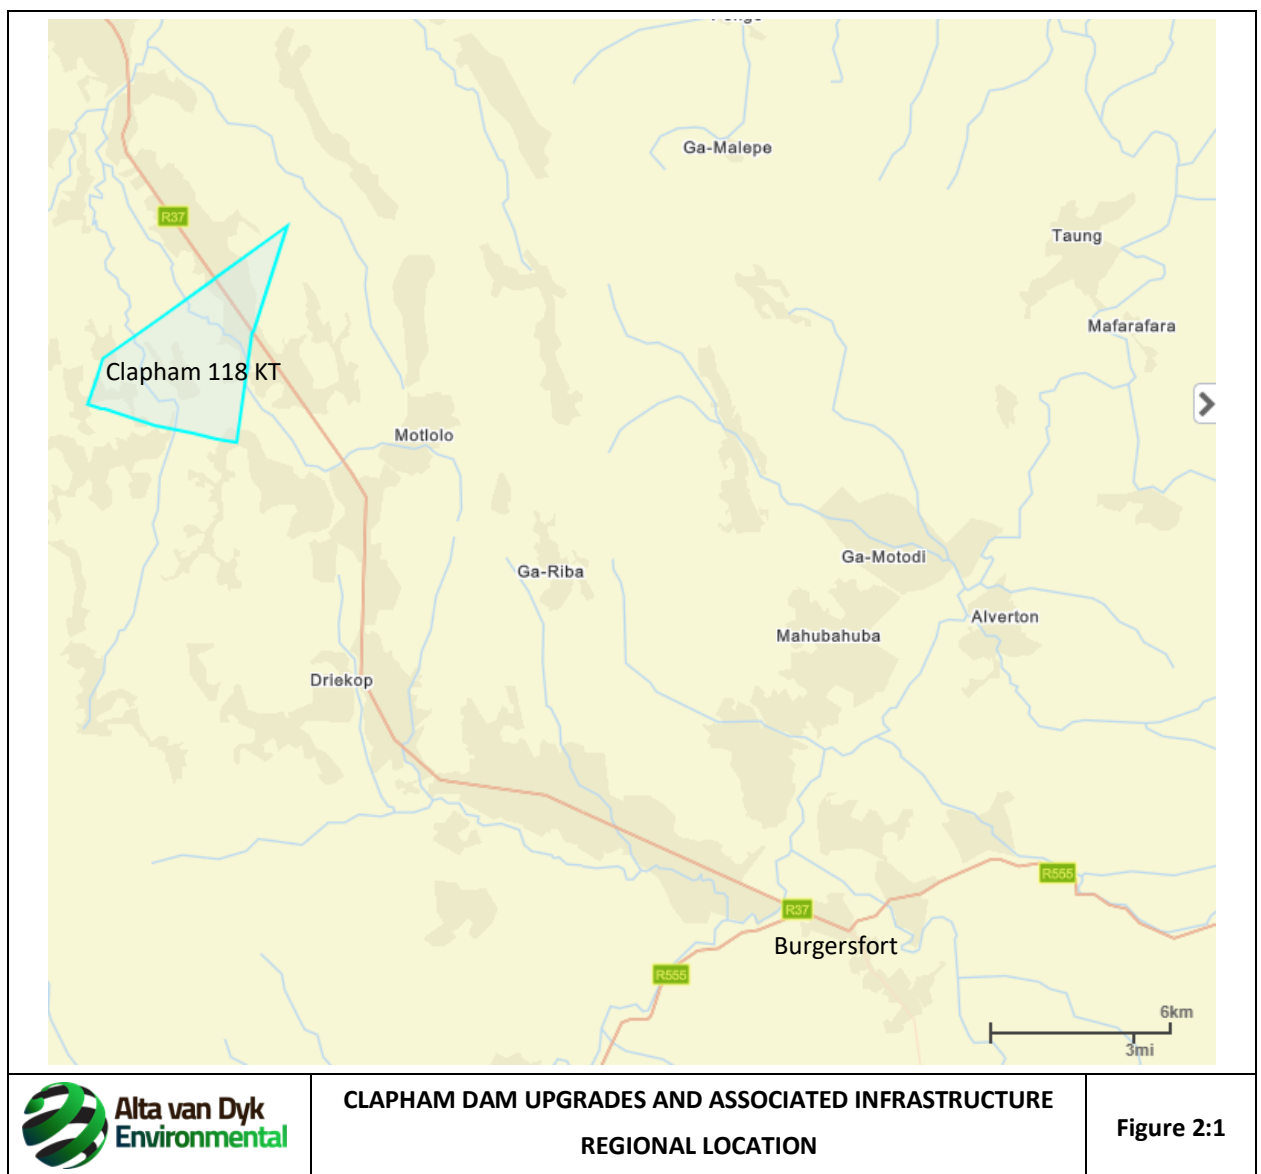 Ga-Malepe
R37
Taung
Mafarafara
Clapham 118 KT
Motlolo
Ga-Motodi
Ga-Riba
Alverton
Mahubahuba
Driekop
R555
R37
Burgersfort
R555
6km
3mi
Alta van Dyk
Environmental
CLAPHAM DAM UPGRADES AND ASSOCIATED INFRASTRUCTURE
REGIONAL LOCATION
Figure 2:1